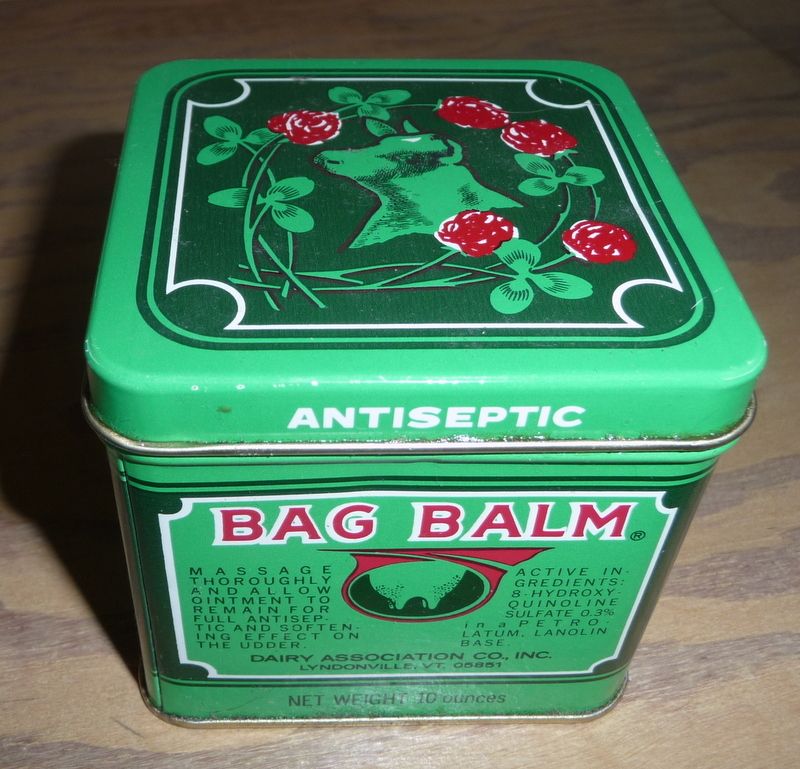 ANTISEPTIC
BAG BALM®
MASSAGE
THOROUGHLY
AND ALLOW
OINTMENT TO
REMAIN FOR
FULL ANTISEP-
TIC AND SOFTEN-
ING EFFECT ON
THE UDDER.
ACTIVE IN-
GREDIENTS:
8-HYDROXY-
QUINOLINE
SULFATE 0.3%
in a PETRO-
LATUM, LANOLIN
BASE.
DAIRY ASSOCIATION CO., INC.
LYNDONVILLE, VT. 05851
NET WEIGHT 10 ounces